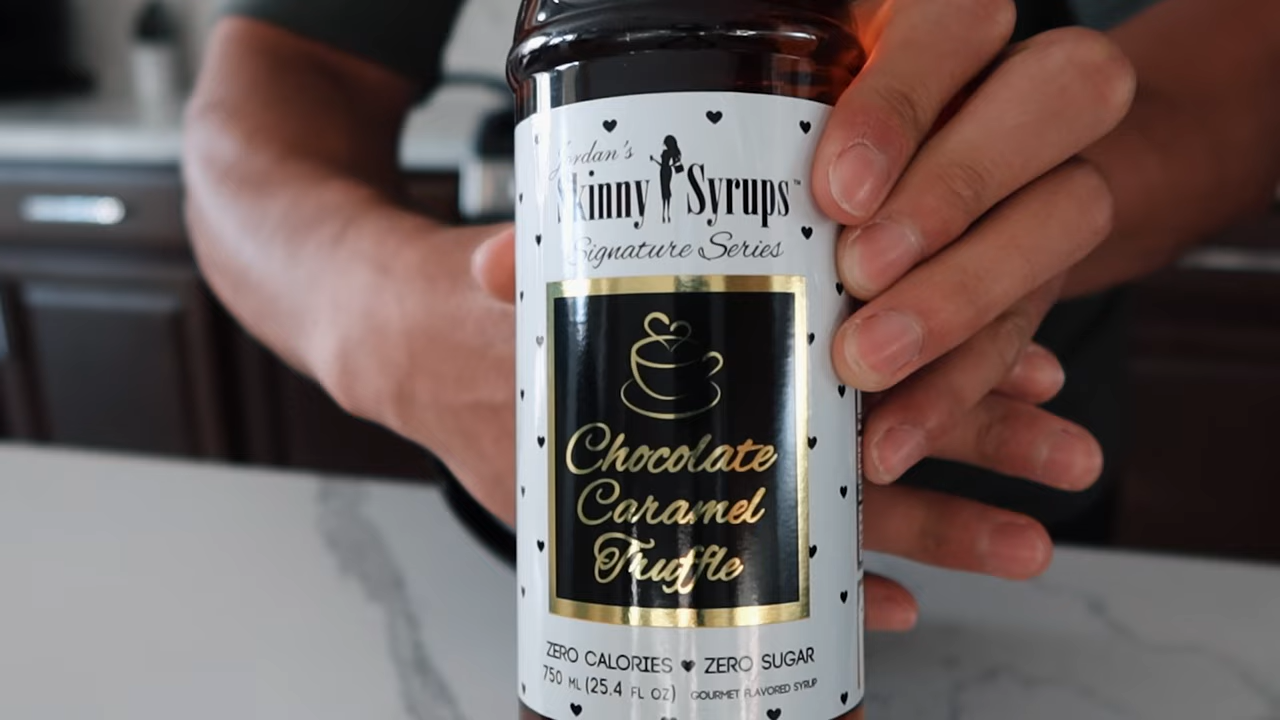 Jordan's
Skinny Syrups™
Signature Series
Chocolate
Caramel
Truffle
ZERO CALORIES ♥ ZERO SUGAR
750 ML (25.4 FL OZ) GOURMET FLAVORED SYRUP